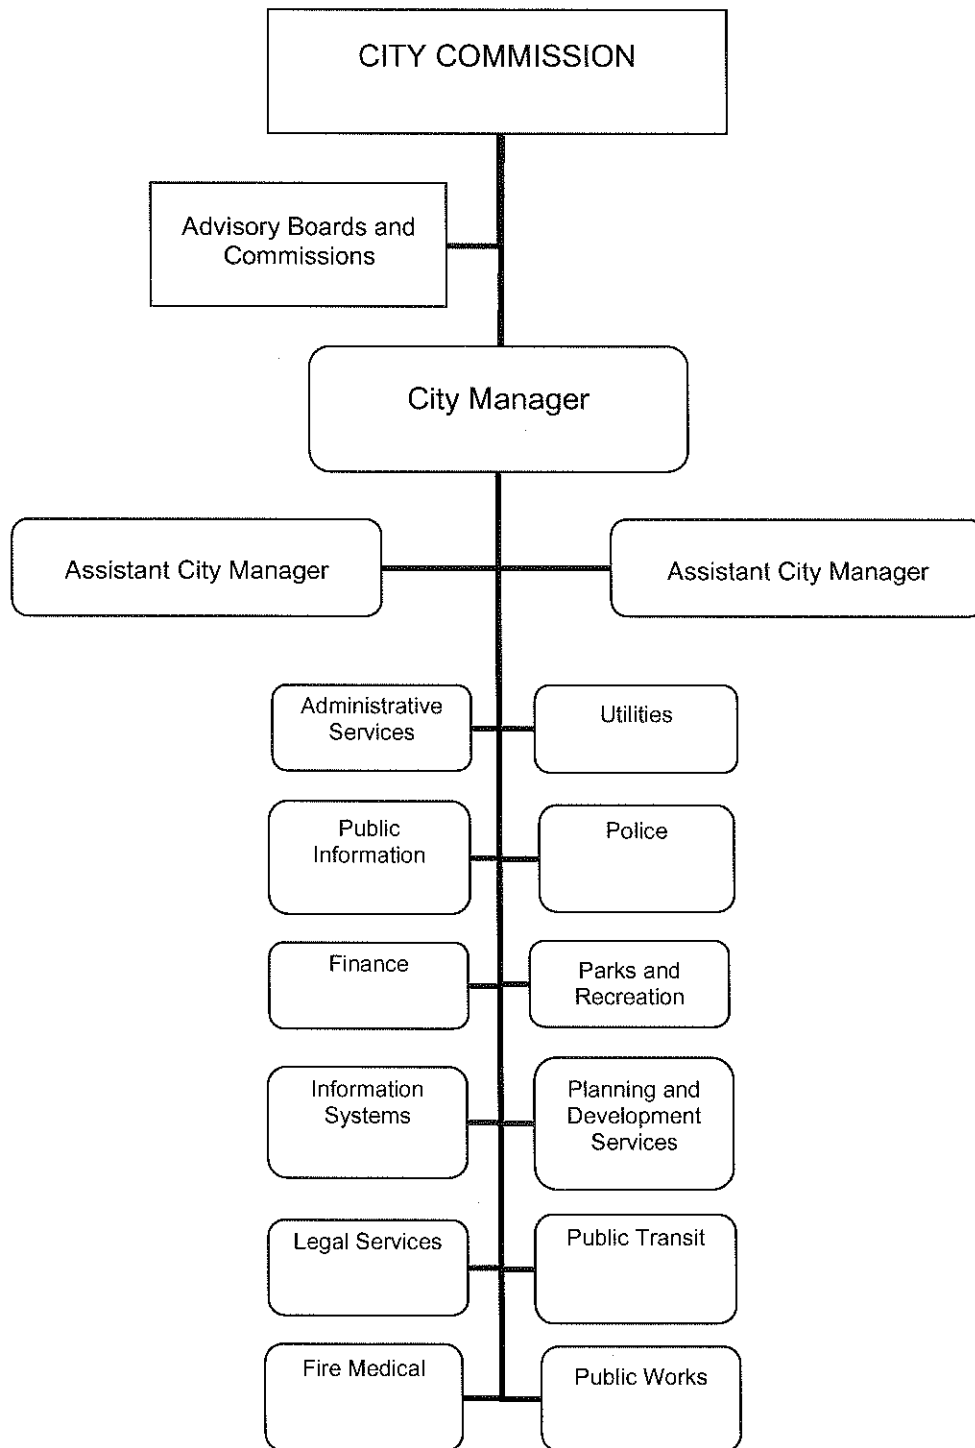 CITY COMMISSION
Advisory Boards and
Commissions
City Manager
Assistant City Manager
Assistant City Manager
Administrative
Services
Utilities
Public
Information
Police
Finance
Parks and
Recreation
Information
Systems
Planning and
Development
Services
Legal Services
Public Transit
Fire Medical
Public Works